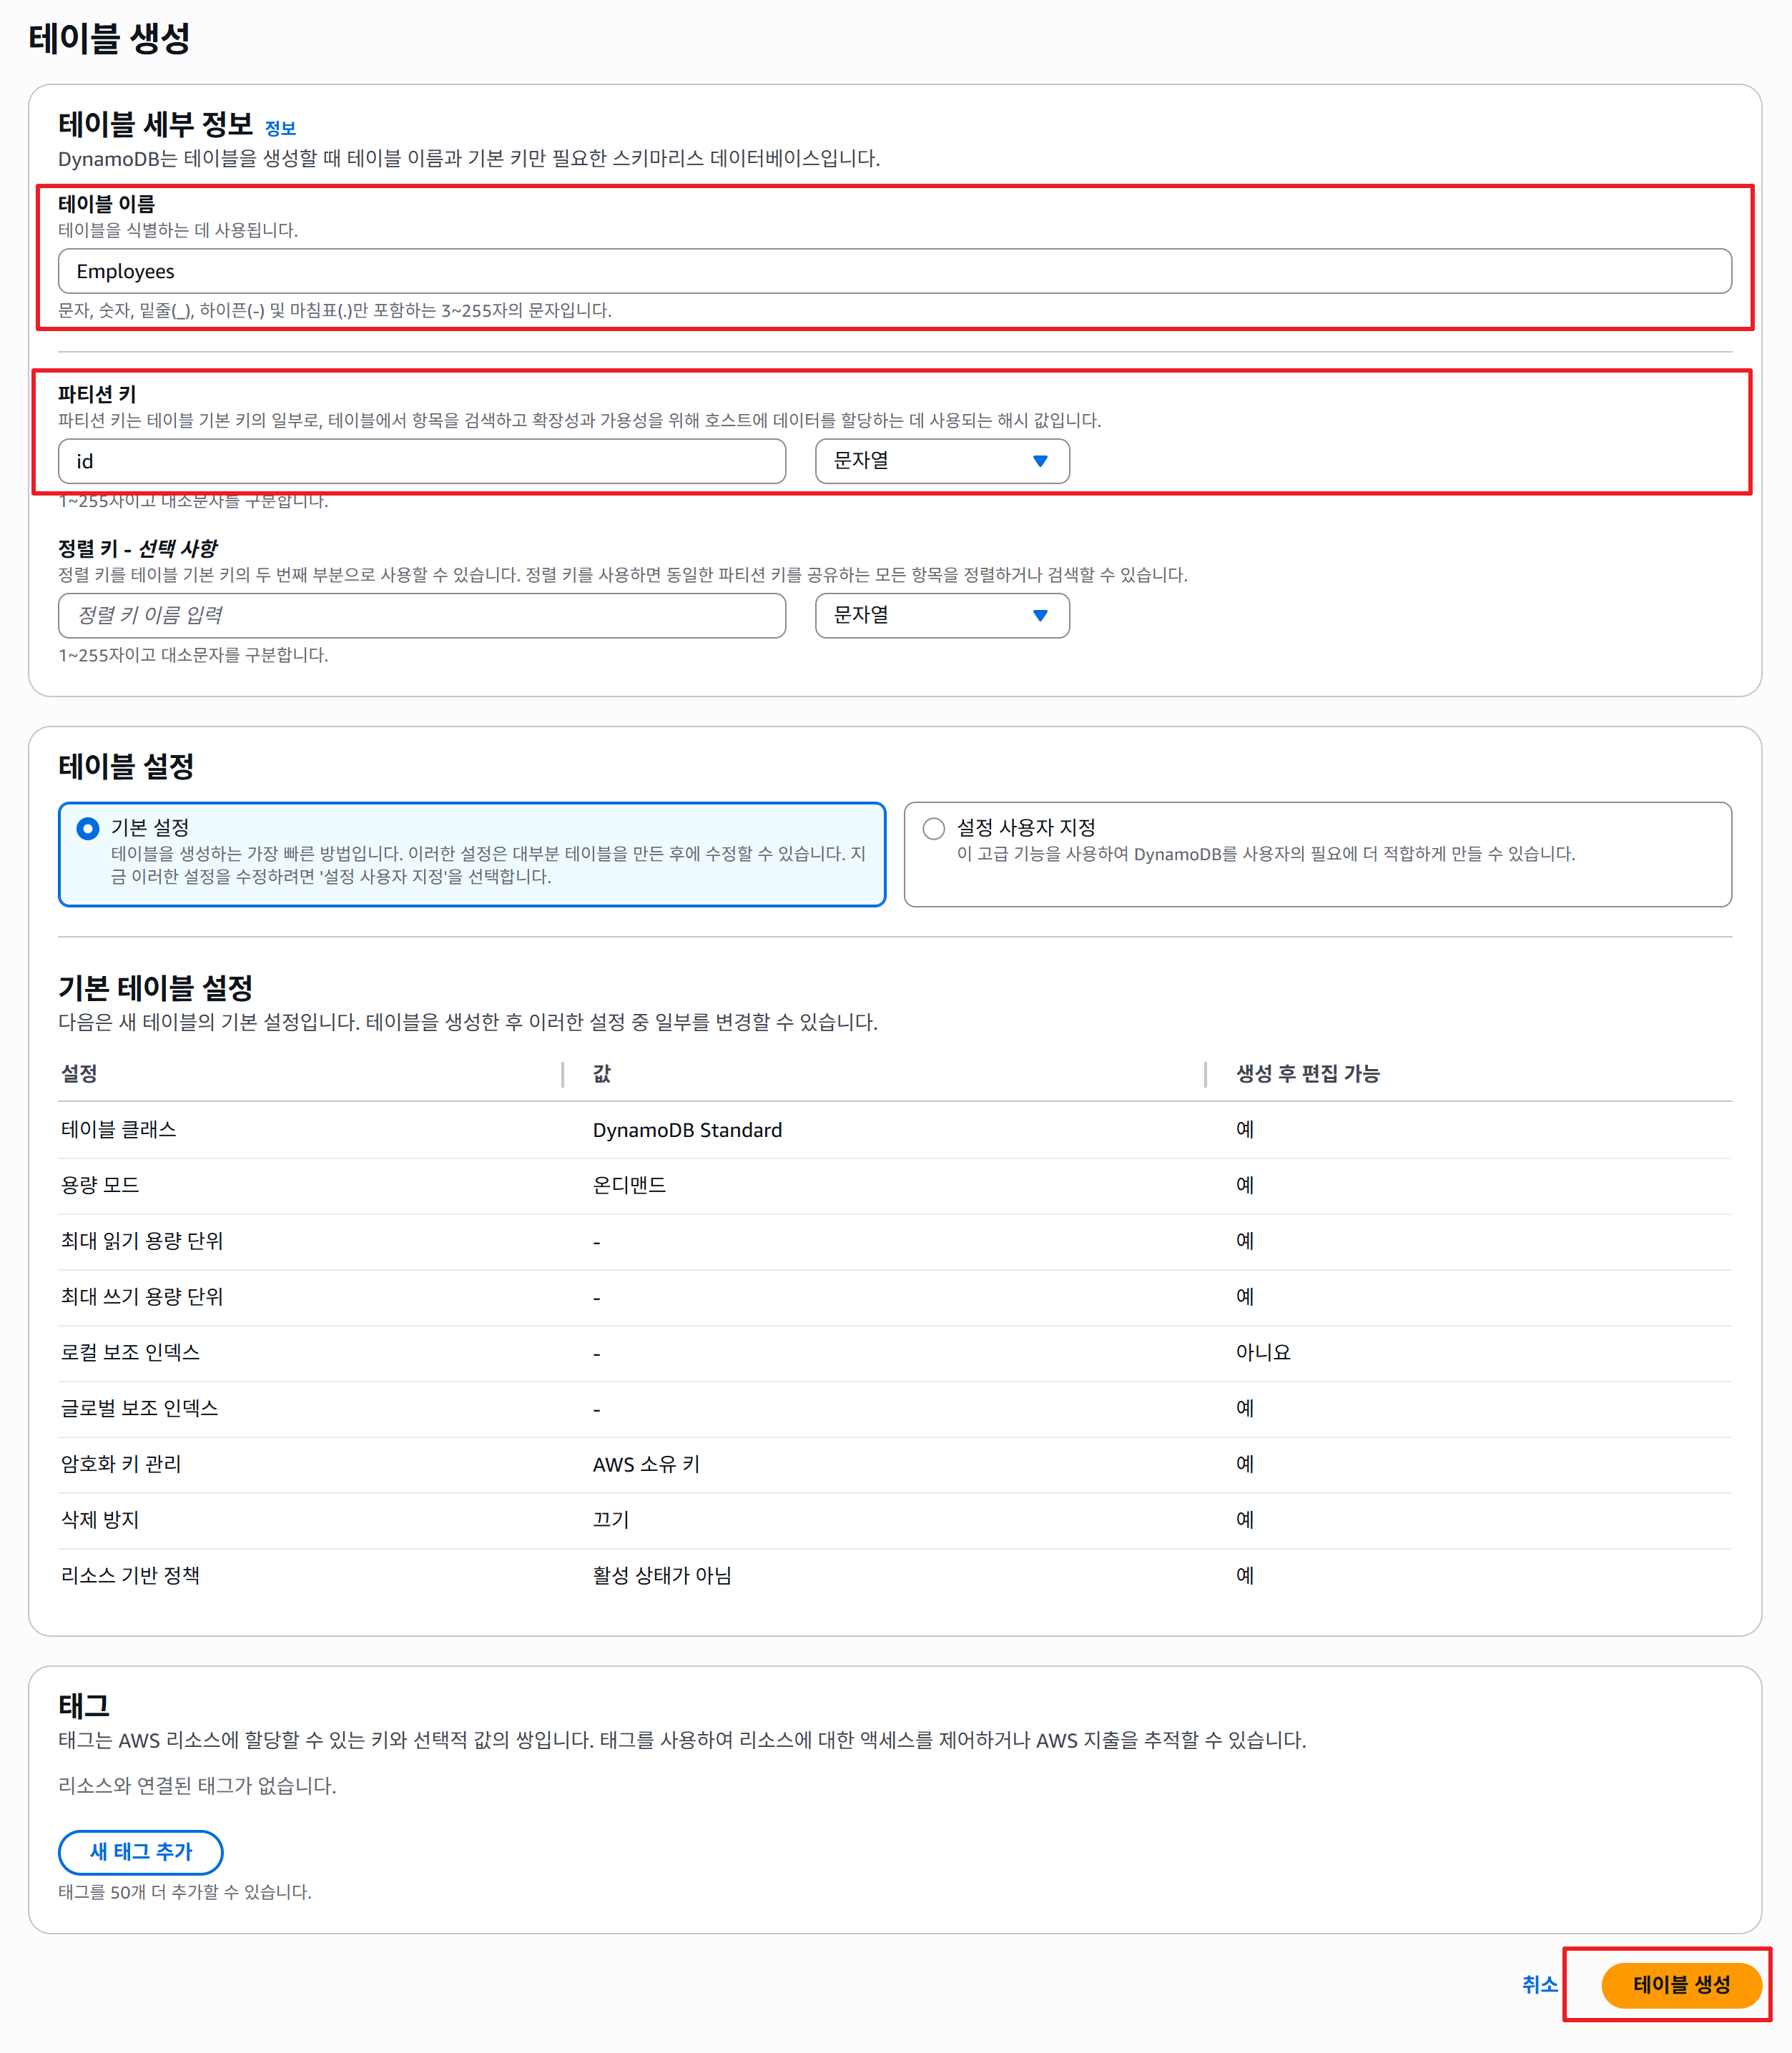 테이블 생성
테이블 세부 정보 정보
DynamoDB는 테이블을 생성할 때 테이블 이름과 기본 키만 필요한 스키마리스 데이터베이스입니다.
테이블 이름
테이블을 식별하는 데 사용됩니다.
Employees
문자, 숫자, 밑줄(_), 하이픈(-) 및 마침표(.)만 포함하는 3~255자의 문자입니다.
파티션 키
파티션 키는 테이블 기본 키의 일부로, 테이블에서 항목을 검색하고 확장성과 가용성을 위해 호스트에 데이터를 할당하는 데 사용되는 해시 값입니다.
id 문자열
1~255자이고 대소문자를 구분합니다.
정렬 키 - 선택 사항
정렬 키를 테이블 기본 키의 두 번째 부분으로 사용할 수 있습니다. 정렬 키를 사용하면 동일한 파티션 키를 공유하는 모든 항목을 정렬하거나 검색할 수 있습니다.
정렬 키 이름 입력 문자열
1~255자이고 대소문자를 구분합니다.
테이블 설정
기본 설정
테이블을 생성하는 가장 빠른 방법입니다. 이러한 설정은 대부분 테이블을 만든 후에 수정할 수 있습니다. 지
금 이러한 설정을 수정하려면 '설정 사용자 지정'을 선택합니다.
설정 사용자 지정
이 고급 기능을 사용하여 DynamoDB를 사용자의 필요에 더 적합하게 만들 수 있습니다.
기본 테이블 설정
다음은 새 테이블의 기본 설정입니다. 테이블을 생성한 후 이러한 설정 중 일부를 변경할 수 있습니다.
설정 값 생성 후 편집 가능
테이블 클래스 DynamoDB Standard 예
용량 모드 온디맨드 예
최대 읽기 용량 단위 - 예
최대 쓰기 용량 단위 - 예
로컬 보조 인덱스 - 아니요
글로벌 보조 인덱스 - 예
암호화 키 관리 AWS 소유 키 예
삭제 방지 끄기 예
리소스 기반 정책 활성 상태가 아님 예
태그
태그는 AWS 리소스에 할당할 수 있는 키와 선택적 값의 쌍입니다. 태그를 사용하여 리소스에 대한 액세스를 제어하거나 AWS 지출을 추적할 수 있습니다.
리소스와 연결된 태그가 없습니다.
새 태그 추가
태그를 50개 더 추가할 수 있습니다.
취소 테이블 생성